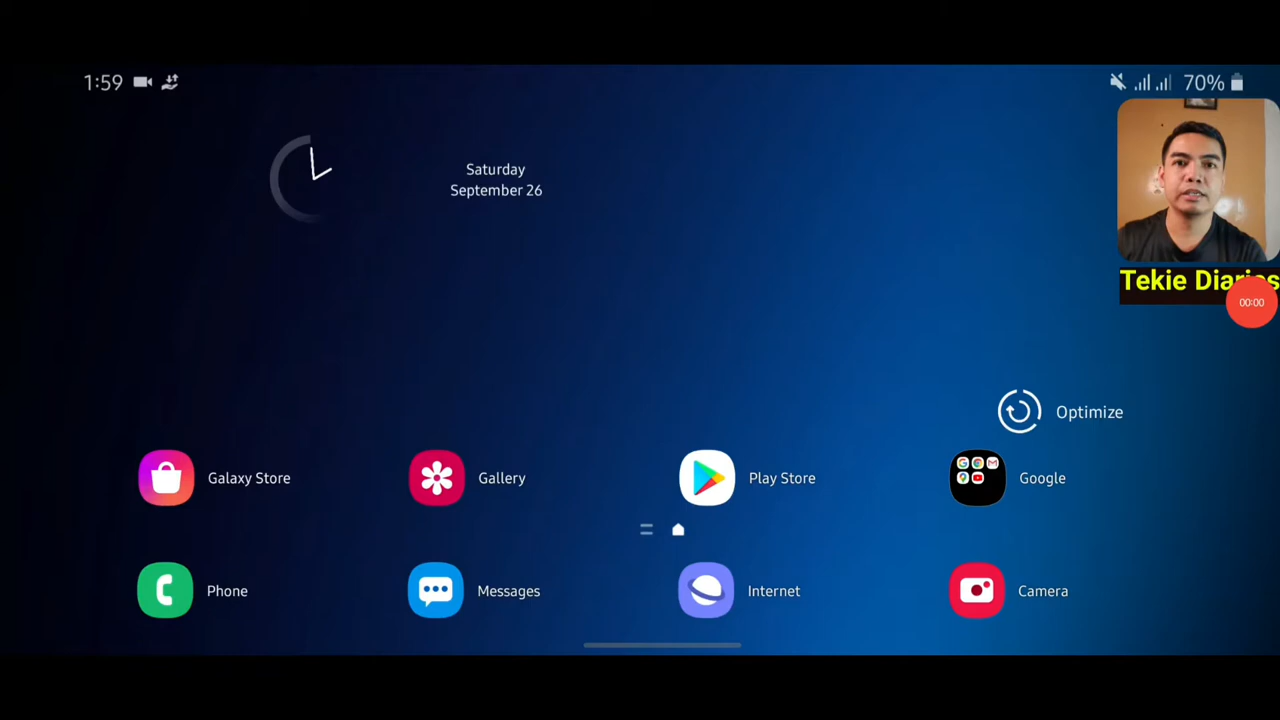 1:59
70%
Saturday
September 26
Tekie Diaries
00:00
Optimize
Galaxy Store
Gallery
Play Store
Google
Phone
Messages
Internet
Camera